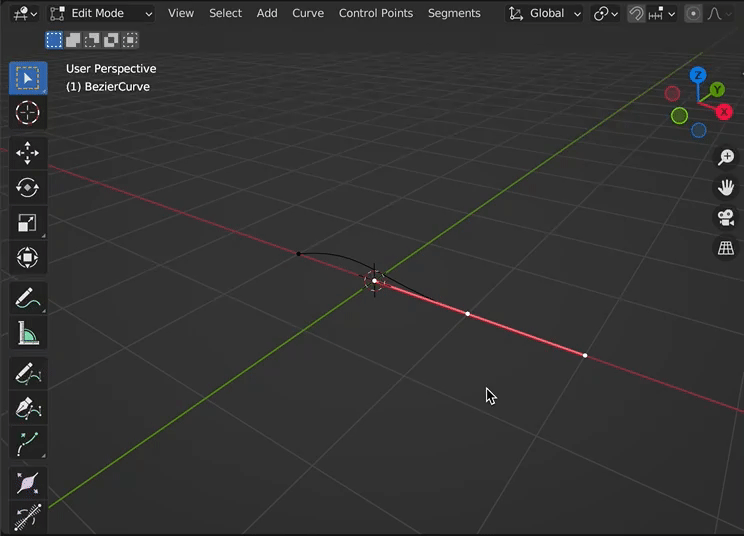 Edit Mode View Select Add Curve Control Points Segments Global
User Perspective
(1) BezierCurve
Z
Y
X